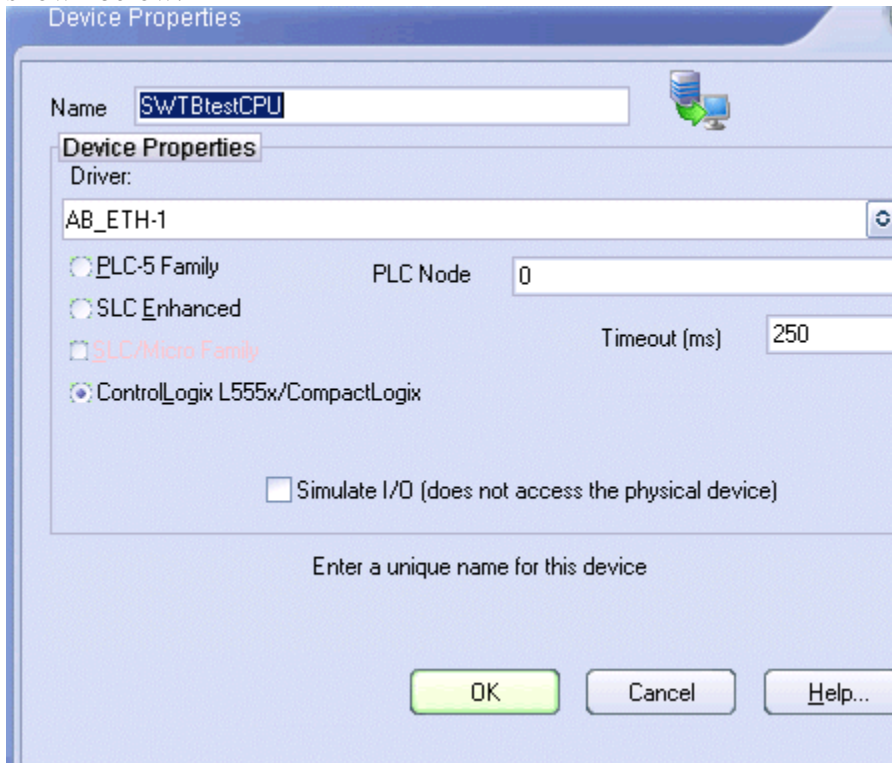 Device Properties
Name SWTBtestCPU
Device Properties
Driver:
AB_ETH-1
PLC-5 Family
PLC Node 0
SLC Enhanced
Timeout (ms) 250
SLC/Micro Family
ControlLogix L555x/CompactLogix
Simulate I/O (does not access the physical device)
Enter a unique name for this device
OK Cancel Help...